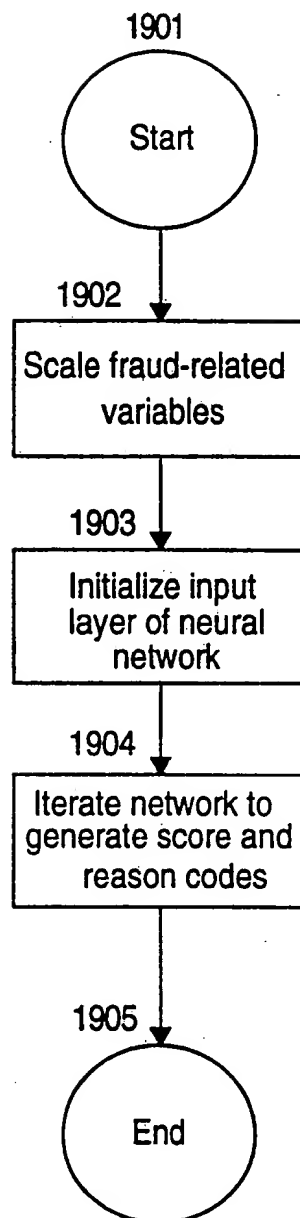 1901
Start
1902
Scale fraud-related
variables
1903
Initialize input
layer of neural
network
1904
Iterate network to
generate score and
reason codes
1905
End